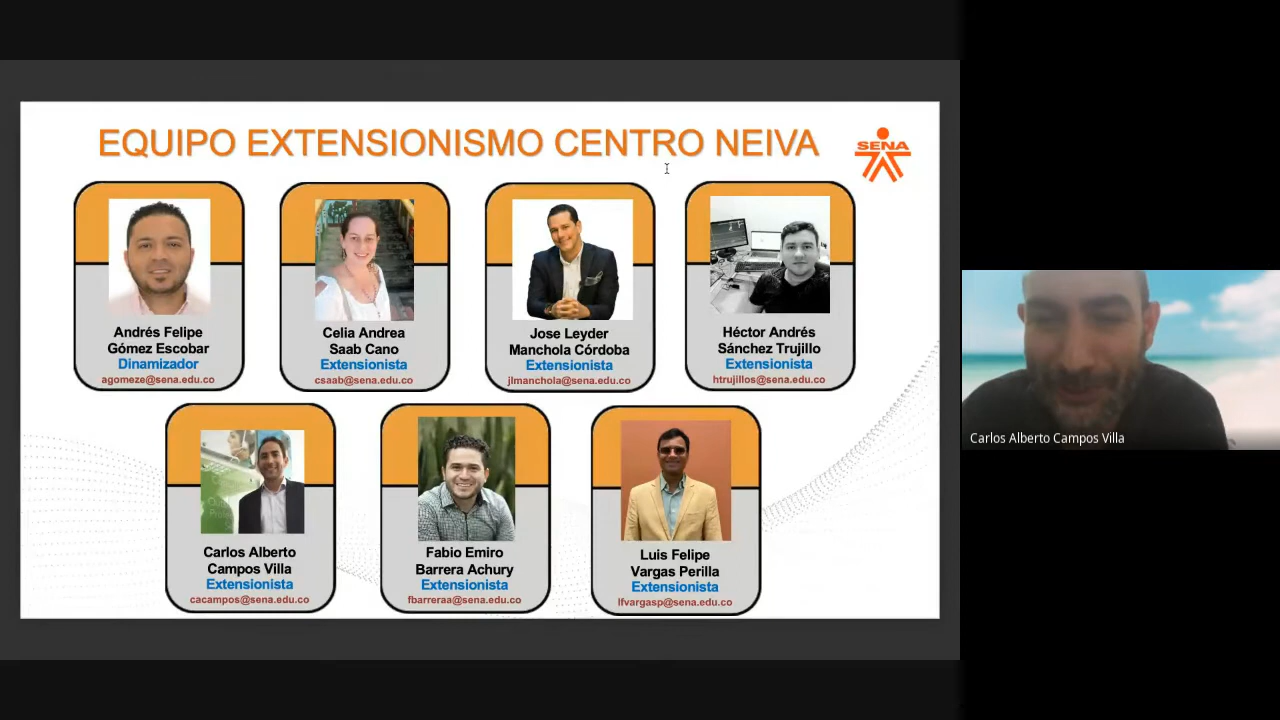 EQUIPO EXTENSIONISMO CENTRO NEIVA
SENA
Andrés Felipe
Gómez Escobar
Dinamizador
agomeze@sena.edu.co
Celia Andrea
Saab Cano
Extensionista
csaab@sena.edu.co
Jose Leyder
Manchola Córdoba
Extensionista
jlmanchola@sena.edu.co
Héctor Andrés
Sánchez Trujillo
Extensionista
htrujillos@sena.edu.co
Carlos Alberto
Campos Villa
Extensionista
cacampos@sena.edu.co
Fabio Emiro
Barrera Achury
Extensionista
fbarreraa@sena.edu.co
Luis Felipe
Vargas Perilla
Extensionista
lfvargasp@sena.edu.co
Carlos Alberto Campos Villa